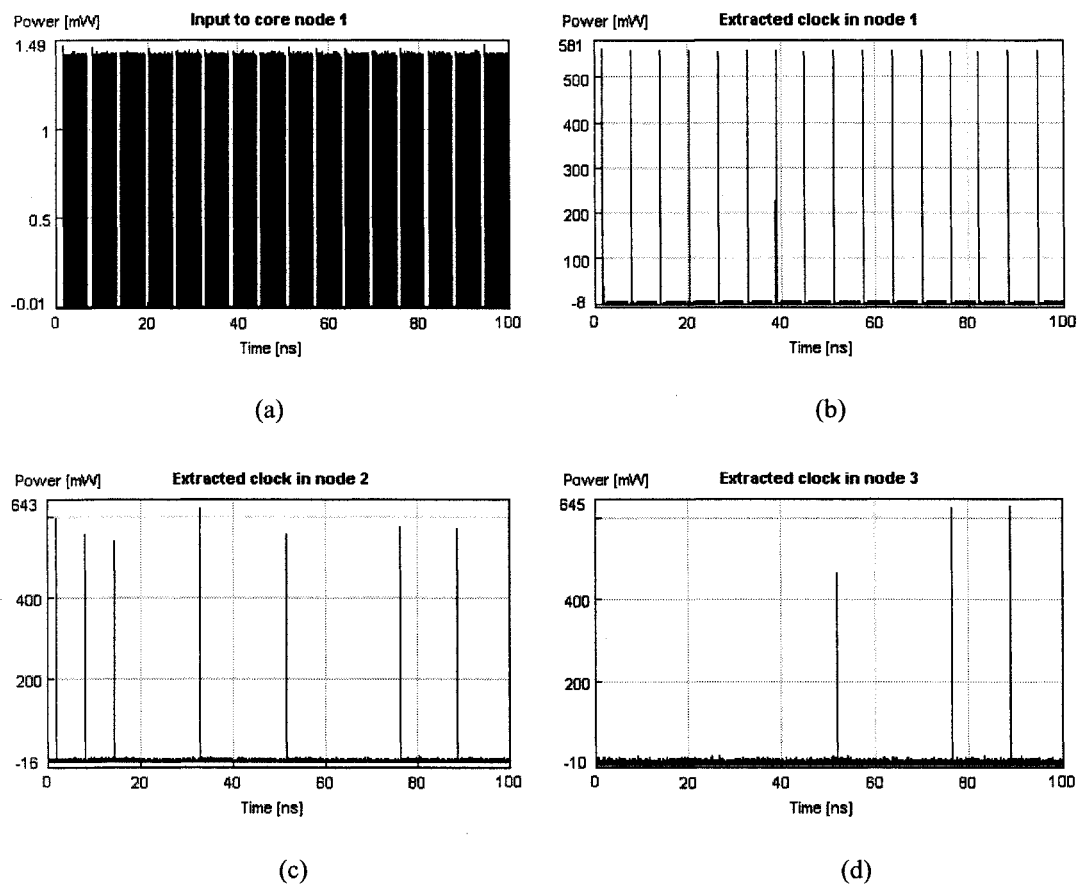 Power [mW] Input to core node 1
1.49
1
0.5
-0.01
0 20 40 60 80 100
Time [ns]
(a)
Power [mW] Extracted clock in node 1
581
500
400
300
200
100
-8
0 20 40 60 80 100
Time [ns]
(b)
Power [mW] Extracted clock in node 2
643
400
200
-16
0 20 40 60 80 100
Time [ns]
(c)
Power [mW] Extracted clock in node 3
645
400
200
-10
0 20 40 60 80 100
Time [ns]
(d)